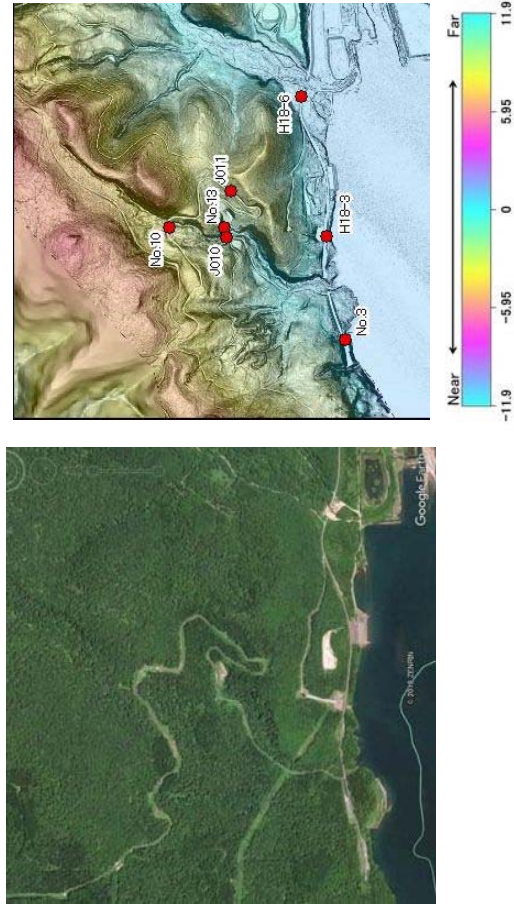 No.10
J011
No.13
J010
H18-6
H18-3
No.3
Near
Far
-11.9
-5.95
0
5.95
11.9
Google Earth
© 2018 ZENRIN